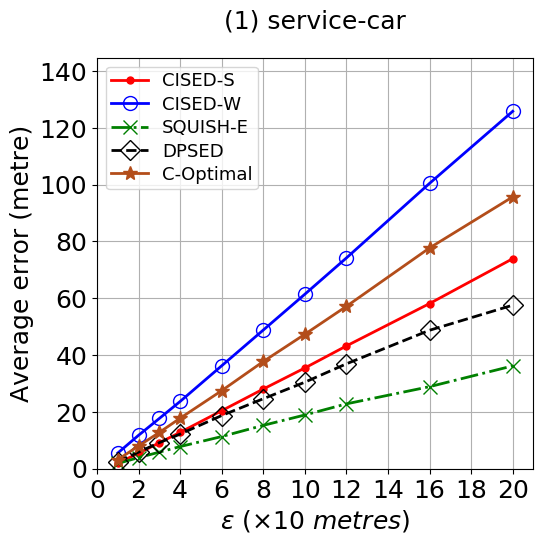 (1) service-car
Average error (metre)
140
120
100
80
60
40
20
0
CISED-S
CISED-W
SQUISH-E
DPSED
C-Optimal
0 2 4 6 8 10 12 14 16 18 20
ε (×10 metres)